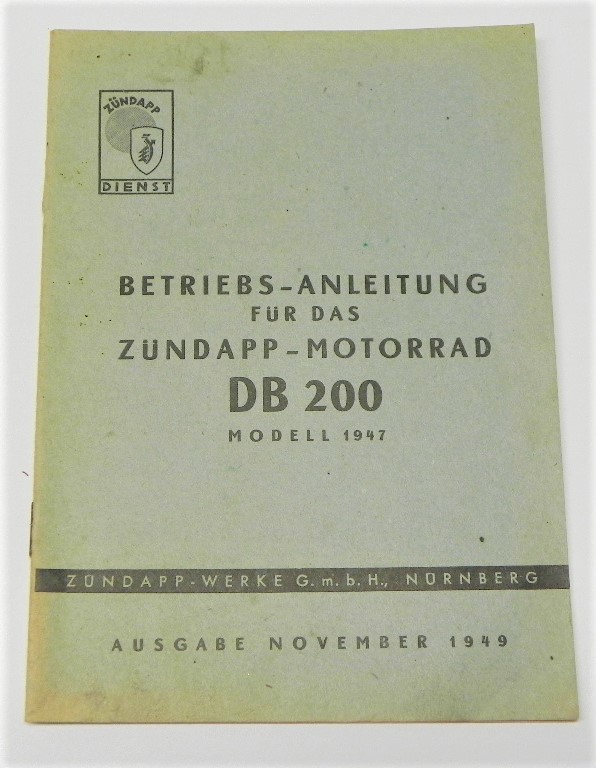 ZÜNDAPP
DIENST
BETRIEBS-ANLEITUNG
FÜR DAS
ZÜNDAPP-MOTORRAD
DB 200
MODELL 1947
ZÜNDAPP-WERKE G.m.b.H., NÜRNBERG
AUSGABE NOVEMBER 1949